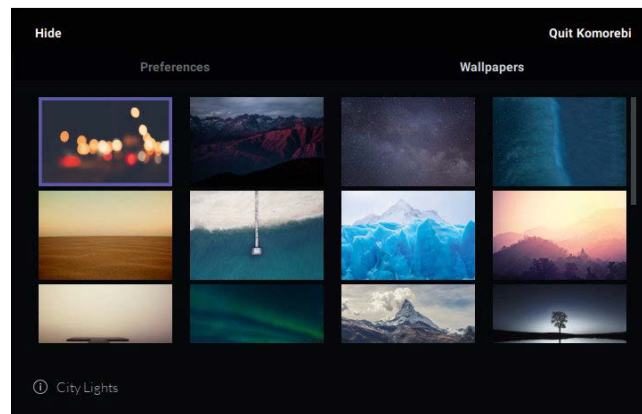 Hide
Quit Komorebi
Preferences
Wallpapers
City Lights